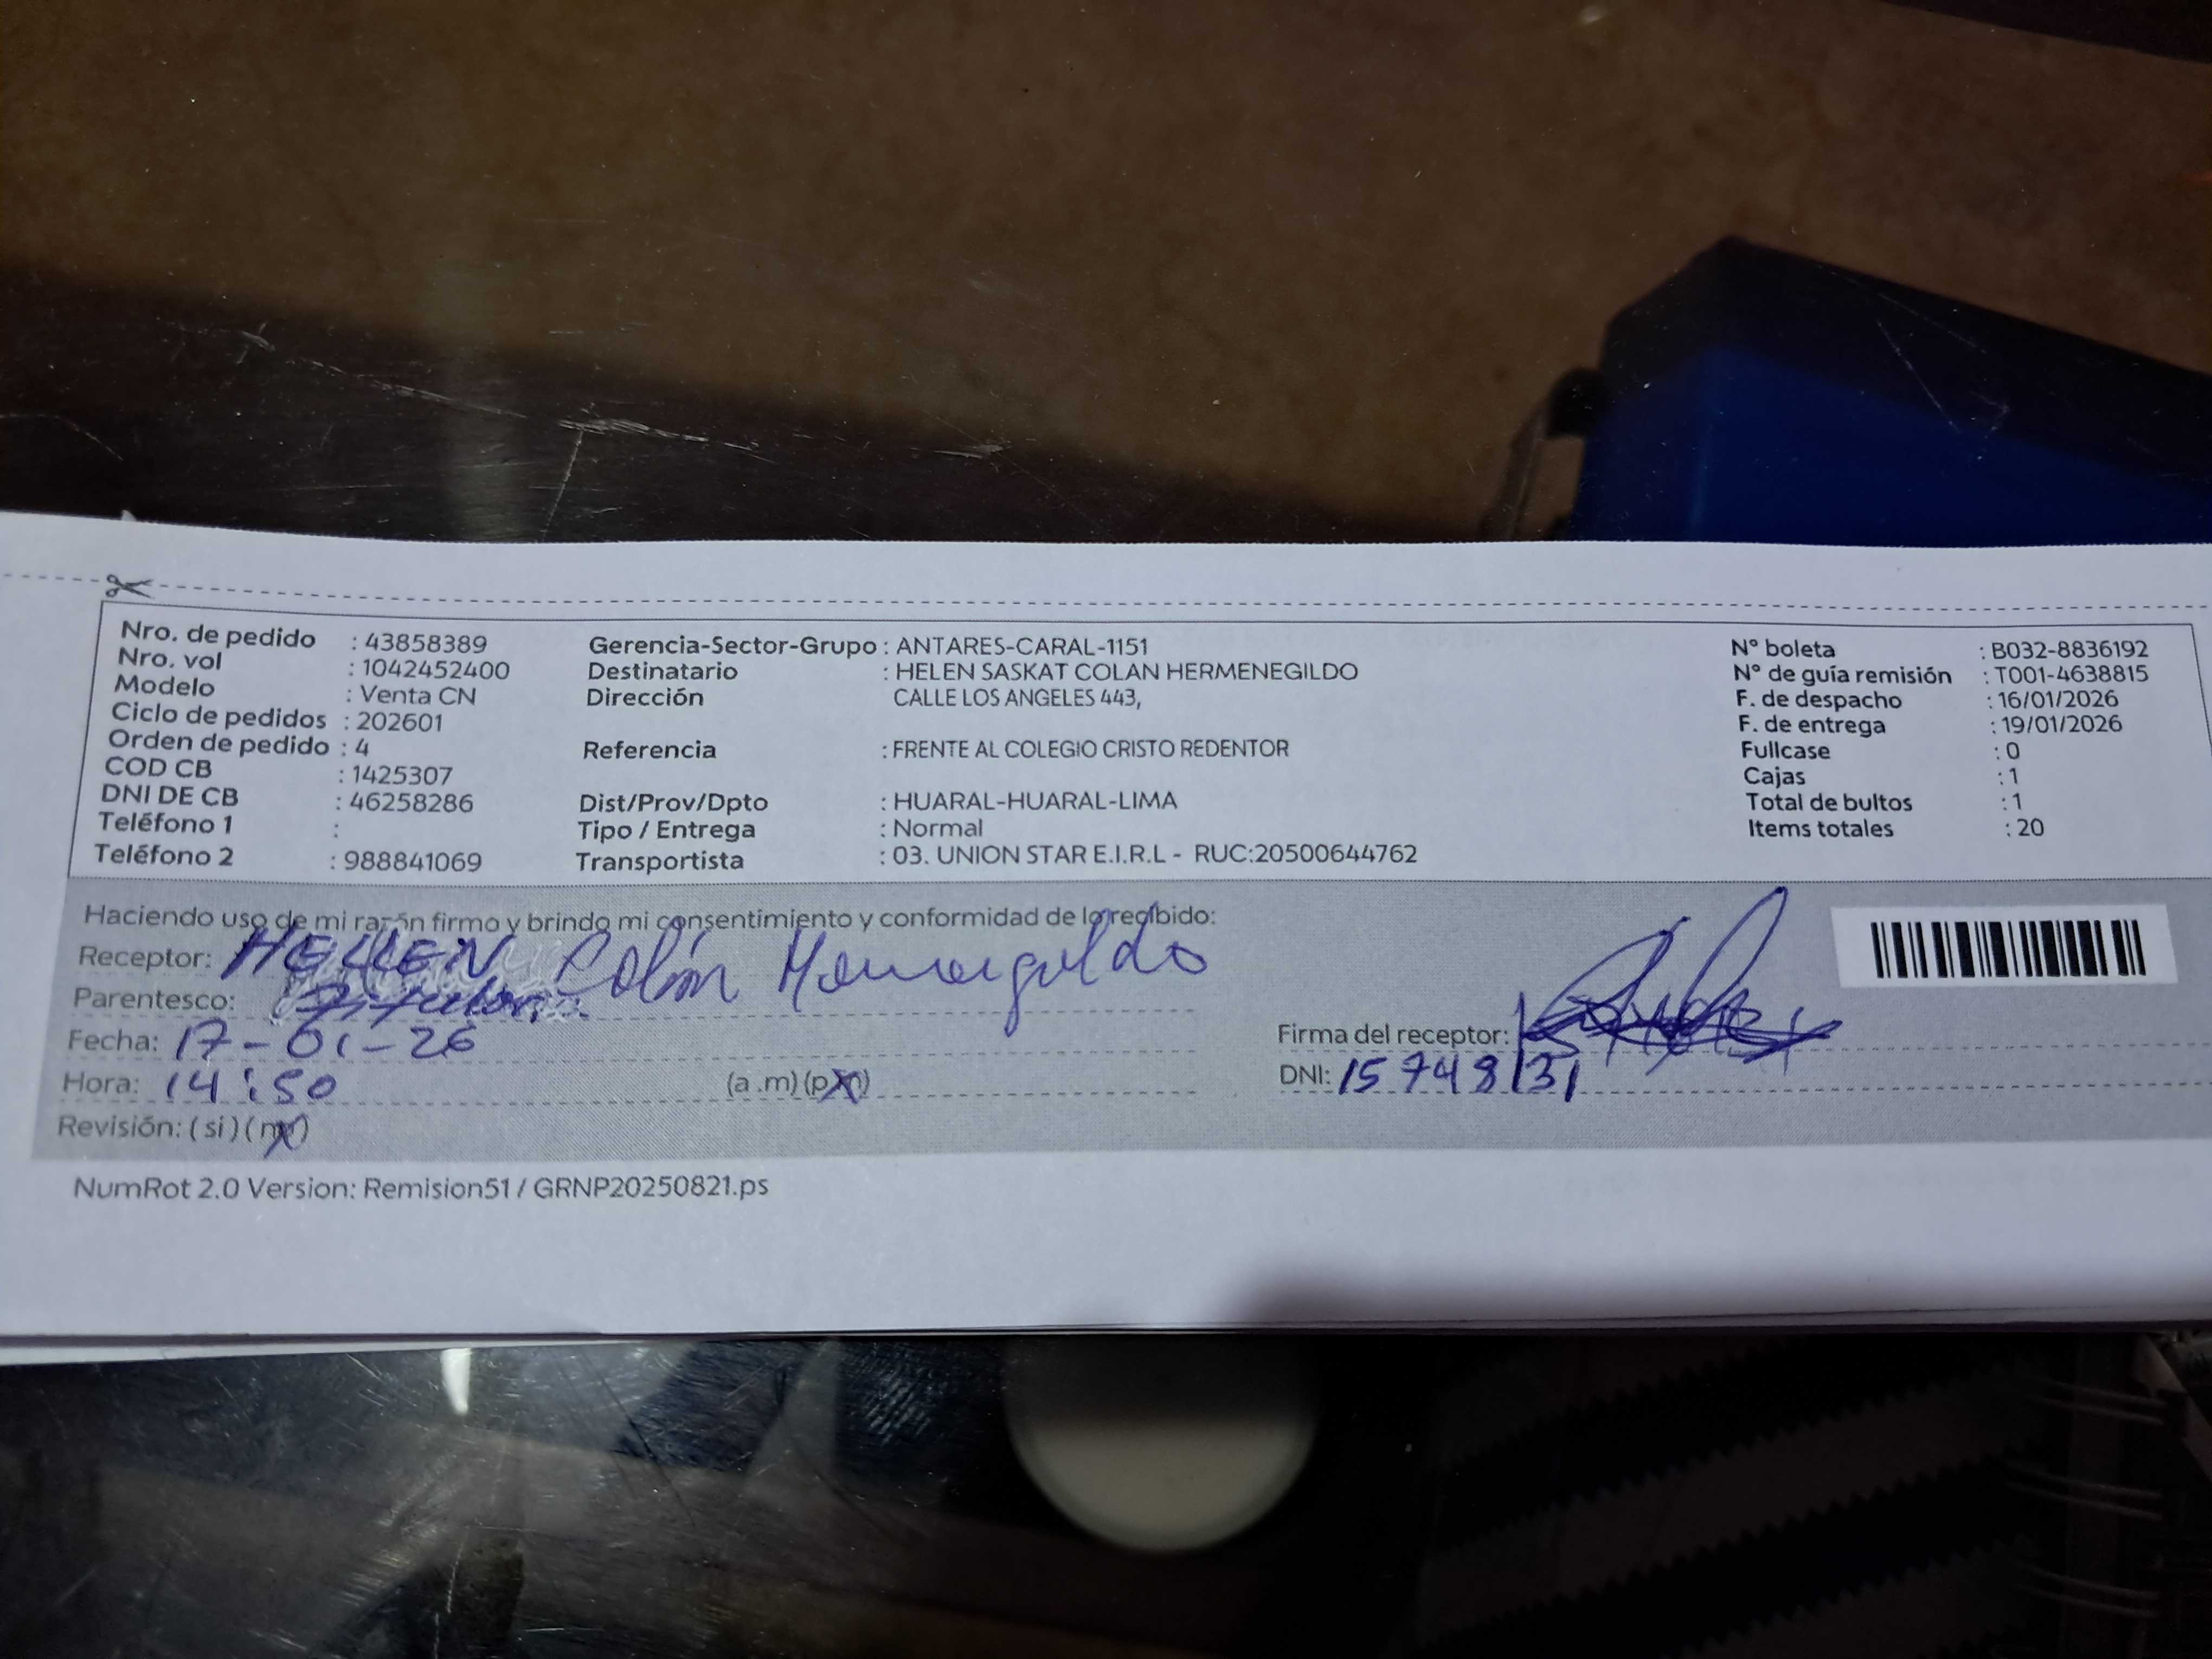 Nro. de pedido : 43858389
Nro. vol : 1042452400
Modelo : Venta CN
Ciclo de pedidos : 202601
Orden de pedido : 4
COD CB : 1425307
DNI DE CB : 46258286
Teléfono 1 :
Teléfono 2 : 988841069
Gerencia-Sector-Grupo : ANTARES-CARAL-1151
Destinatario : HELEN SASKAT COLAN HERMENEGILDO
Dirección CALLE LOS ANGELES 443,
Referencia : FRENTE AL COLEGIO CRISTO REDENTOR
Dist/Prov/Dpto : HUARAL-HUARAL-LIMA
Tipo / Entrega : Normal
Transportista : 03. UNION STAR E.I.R.L - RUC:20500644762
N° boleta : B032-8836192
N° de guía remisión : T001-4638815
F. de despacho : 16/01/2026
F. de entrega : 19/01/2026
Fullcase : 0
Cajas : 1
Total de bultos : 1
Items totales : 20
Haciendo uso de mi razón firmo y brindo mi consentimiento y conformidad de lo recibido:
Receptor: Colán
Parentesco:
Fecha: 17-01-26
Hora: 14:50 (a .m) (p.m)
Revisión: ( si ) ( no )
Firma del receptor:
DNI: 15748131
NumRot 2.0 Version: Remision51 / GRNP20250821.ps